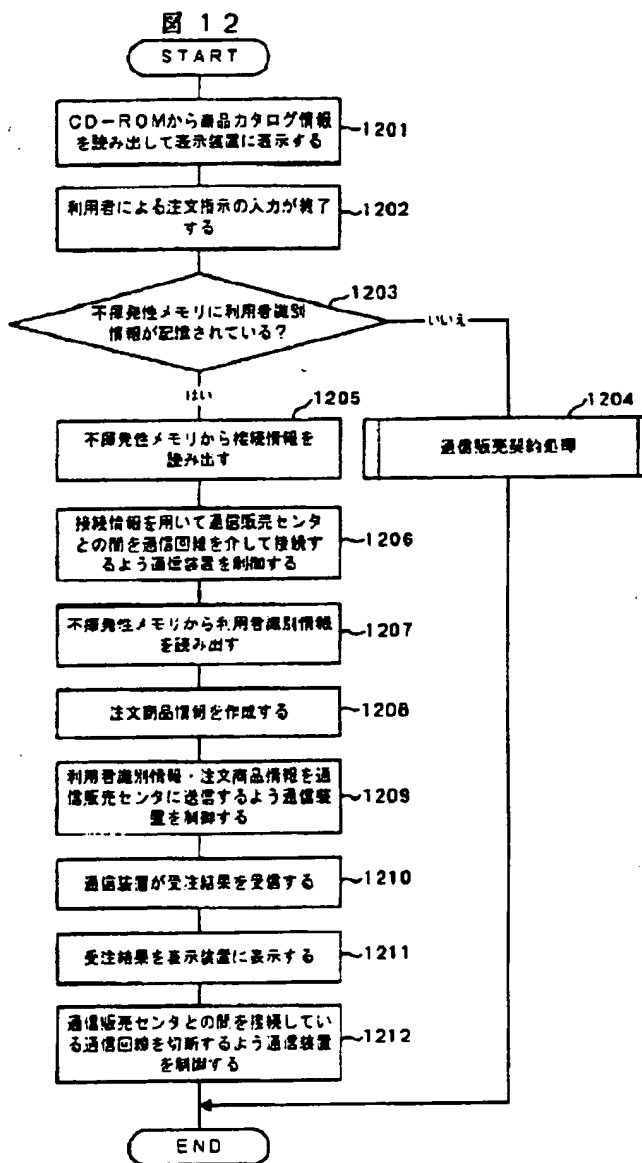 図 12
START
CD-ROMから商品カタログ情報
を読み出して表示装置に表示する
1201
利用者による注文指示の入力が終了
する
1202
1203
不揮発性メモリに利用者識別
情報が記憶されている?
いいえ
はい
1205
1204
不揮発性メモリから接続情報を
読み出す
通信販売契約処理
接続情報を用いて通信販売センタ
との間を通信回線を介して接続す
るよう通信装置を制御する
1206
不揮発性メモリから利用者識別情報
を読み出す
1207
注文商品情報を作成する
1208
利用者識別情報・注文商品情報を通
信販売センタに送信するよう通信装
置を制御する
1209
通信装置が受注結果を受信する
1210
受注結果を表示装置に表示する
1211
通信販売センタとの間を接続してい
る通信回線を切断するよう通信装置
を制御する
1212
END